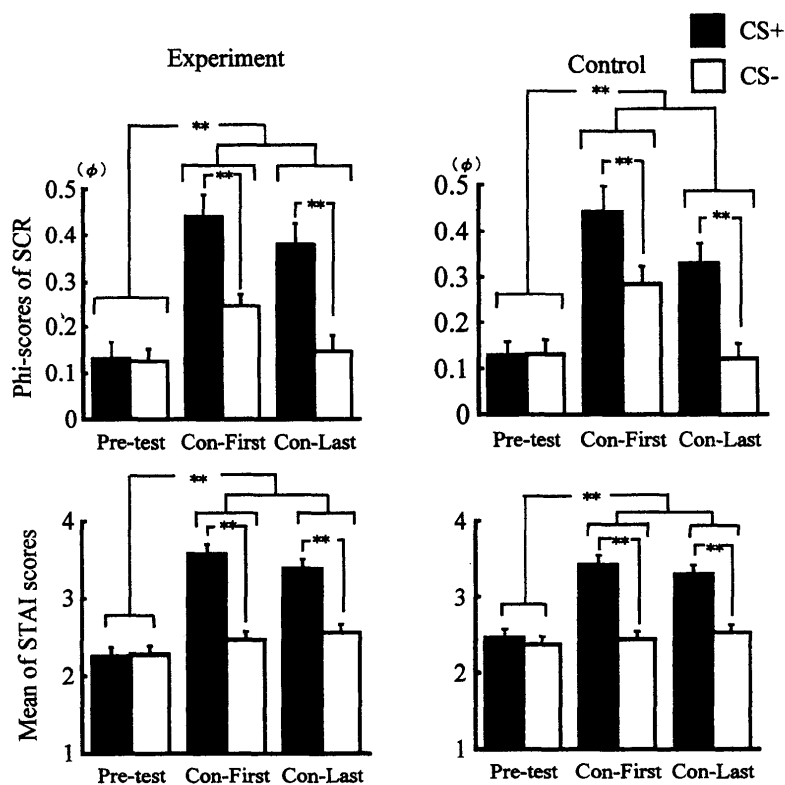 CS+
CS-
Experiment
Control
**
**
(ϕ)
**
**
(ϕ)
**
**
Phi-scores of SCR
0.5
0.4
0.3
0.2
0.1
0
0.5
0.4
0.3
0.2
0.1
0
Pre-test Con-First Con-Last
Pre-test Con-First Con-Last
**
**
**
**
**
**
Mean of STAI scores
4
3
2
1
4
3
2
1
Pre-test Con-First Con-Last
Pre-test Con-First Con-Last